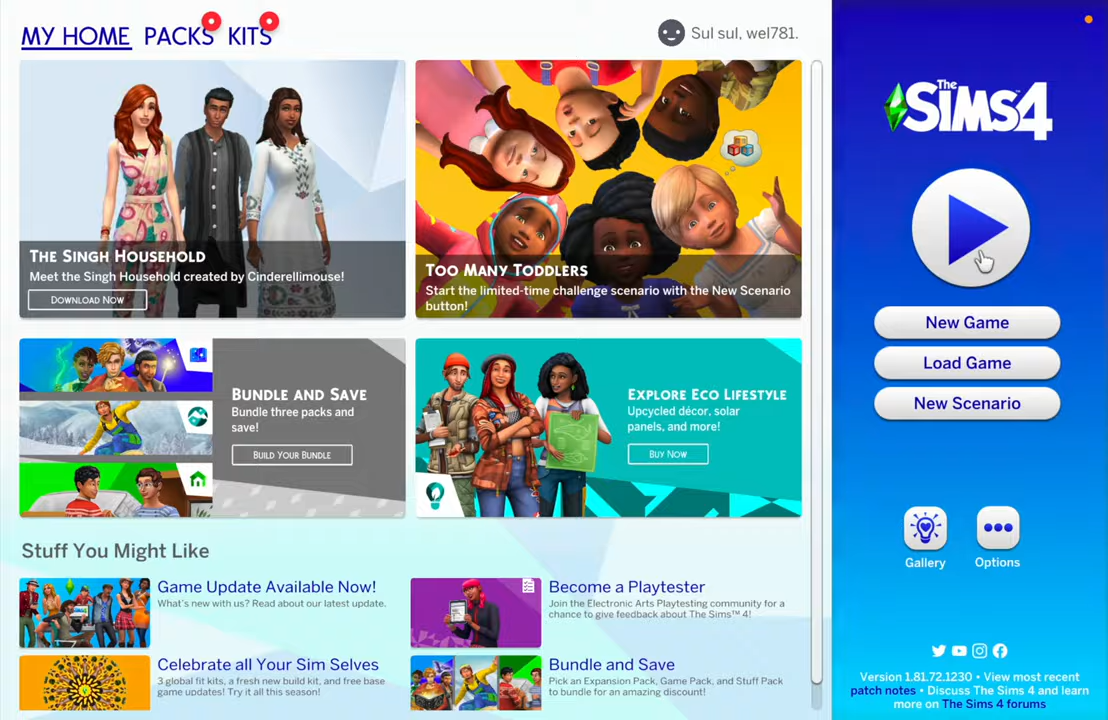 MY HOME PACKS KITS
Sul sul, wel781.
The Sims 4
THE SINGH HOUSEHOLD
Meet the Singh Household created by Cinderellimouse!
DOWNLOAD NOW
TOO MANY TODDLERS
Start the limited-time challenge scenario with the New Scenario
button!
New Game
Load Game
New Scenario
BUNDLE AND SAVE
Bundle three packs and
save!
BUILD YOUR BUNDLE
EXPLORE ECO LIFESTYLE
Upcycled décor, solar
panels, and more!
BUY NOW
Gallery
Options
Stuff You Might Like
Game Update Available Now!
What's new with us? Read about our latest update.
Become a Playtester
Join the Electronic Arts Playtesting community for a
chance to give feedback about The Sims™ 4!
Celebrate all Your Sim Selves
3 global fit kits, a fresh new build kit, and free base
game updates! Try it all this season!
Bundle and Save
Pick an Expansion Pack, Game Pack, and Stuff Pack
to bundle for an amazing discount!
Version 1.81.72.1230 • View most recent
patch notes • Discuss The Sims 4 and learn
more on The Sims 4 forums